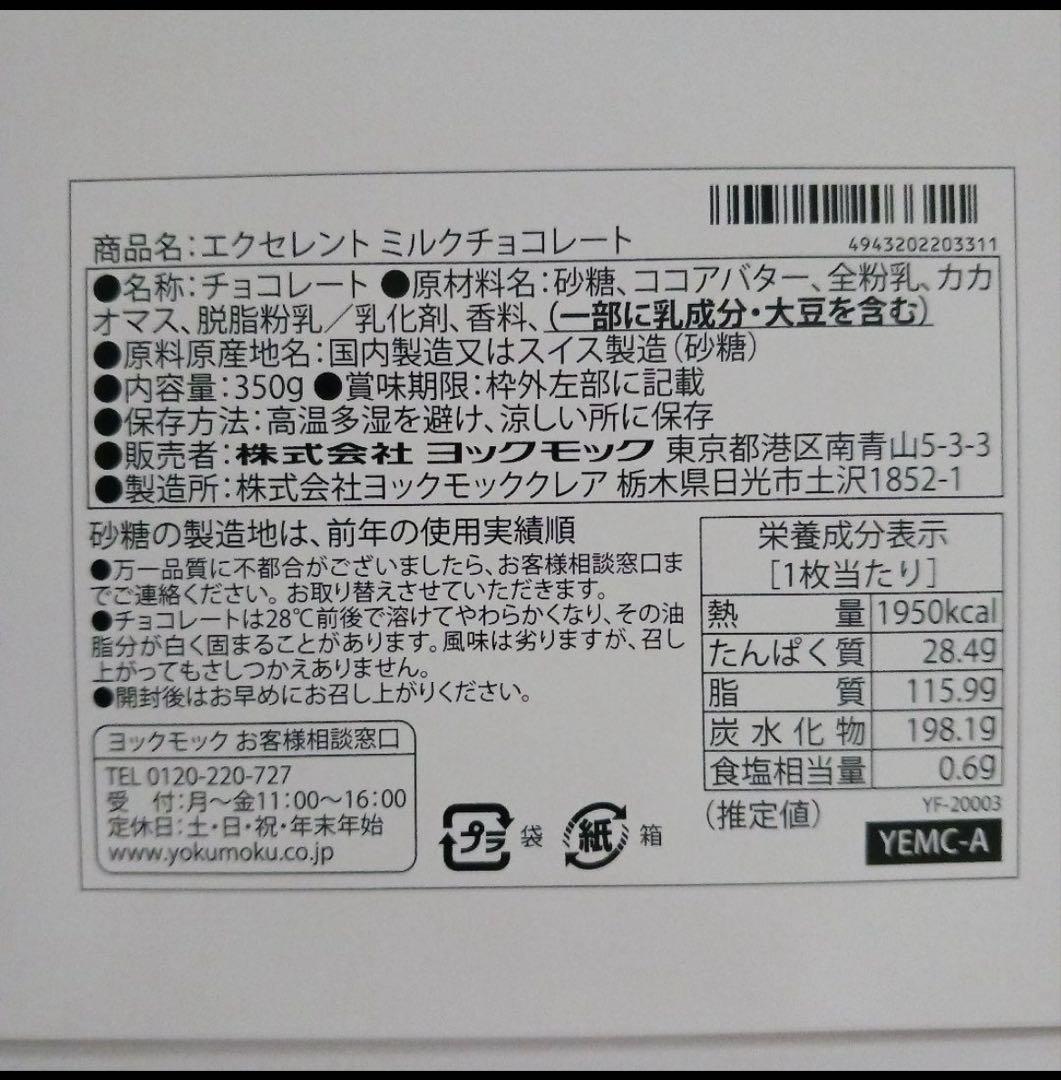 4943202203311
商品名：エクセレント ミルクチョコレート
●名称：チョコレート ●原材料名：砂糖、ココアバター、全粉乳、カカ
オマス、脱脂粉乳／乳化剤、香料、（一部に乳成分・大豆を含む）
●原料原産地名：国内製造又はスイス製造（砂糖）
●内容量：350g ●賞味期限：枠外左部に記載
●保存方法：高温多湿を避け、涼しい所に保存
●販売者：株式会社 ヨックモック 東京都港区南青山5-3-3
●製造所：株式会社ヨックモッククレア 栃木県日光市土沢1852-1
砂糖の製造地は、前年の使用実績順
●万一品質に不都合がございましたら、お客様相談窓口ま
でご連絡ください。お取り替えさせていただきます。
●チョコレートは28℃前後で溶けてやわらかくなり、その油
脂分が白く固まることがあります。風味は劣りますが、召し
上がってもさしつかえありません。
●開封後はお早めにお召し上がりください。
ヨックモック お客様相談窓口
TEL 0120-220-727
受 付：月～金11：00～16：00
定休日：土・日・祝・年末年始
www.yokumoku.co.jp
プラ 袋
紙 箱
栄養成分表示
［1枚当たり］
熱量 1950kcal
たんぱく質 28.4g
脂質 115.9g
炭水化物 198.1g
食塩相当量 0.6g
（推定値）
YF-20003
YEMC-A